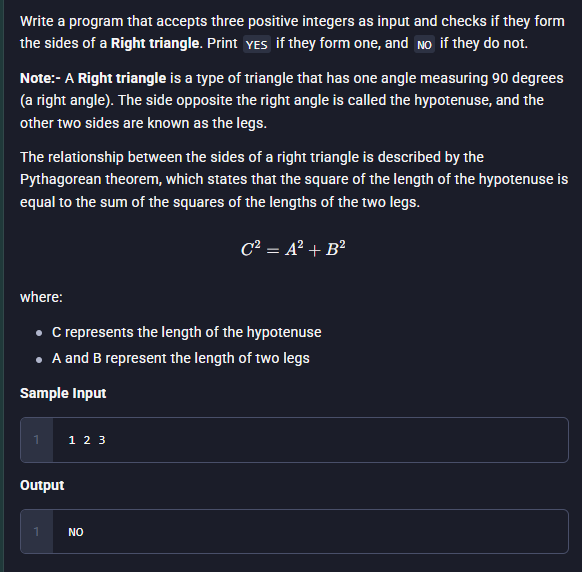 Write a program that accepts three positive integers as input and checks if they form
the sides of a Right triangle. Print YES if they form one, and NO if they do not.
Note:- A Right triangle is a type of triangle that has one angle measuring 90 degrees
(a right angle). The side opposite the right angle is called the hypotenuse, and the
other two sides are known as the legs.
The relationship between the sides of a right triangle is described by the
Pythagorean theorem, which states that the square of the length of the hypotenuse is
equal to the sum of the squares of the lengths of the two legs.
C² = A² + B²
where:
• C represents the length of the hypotenuse
• A and B represent the length of two legs
Sample Input
1 1 2 3
Output
1 NO